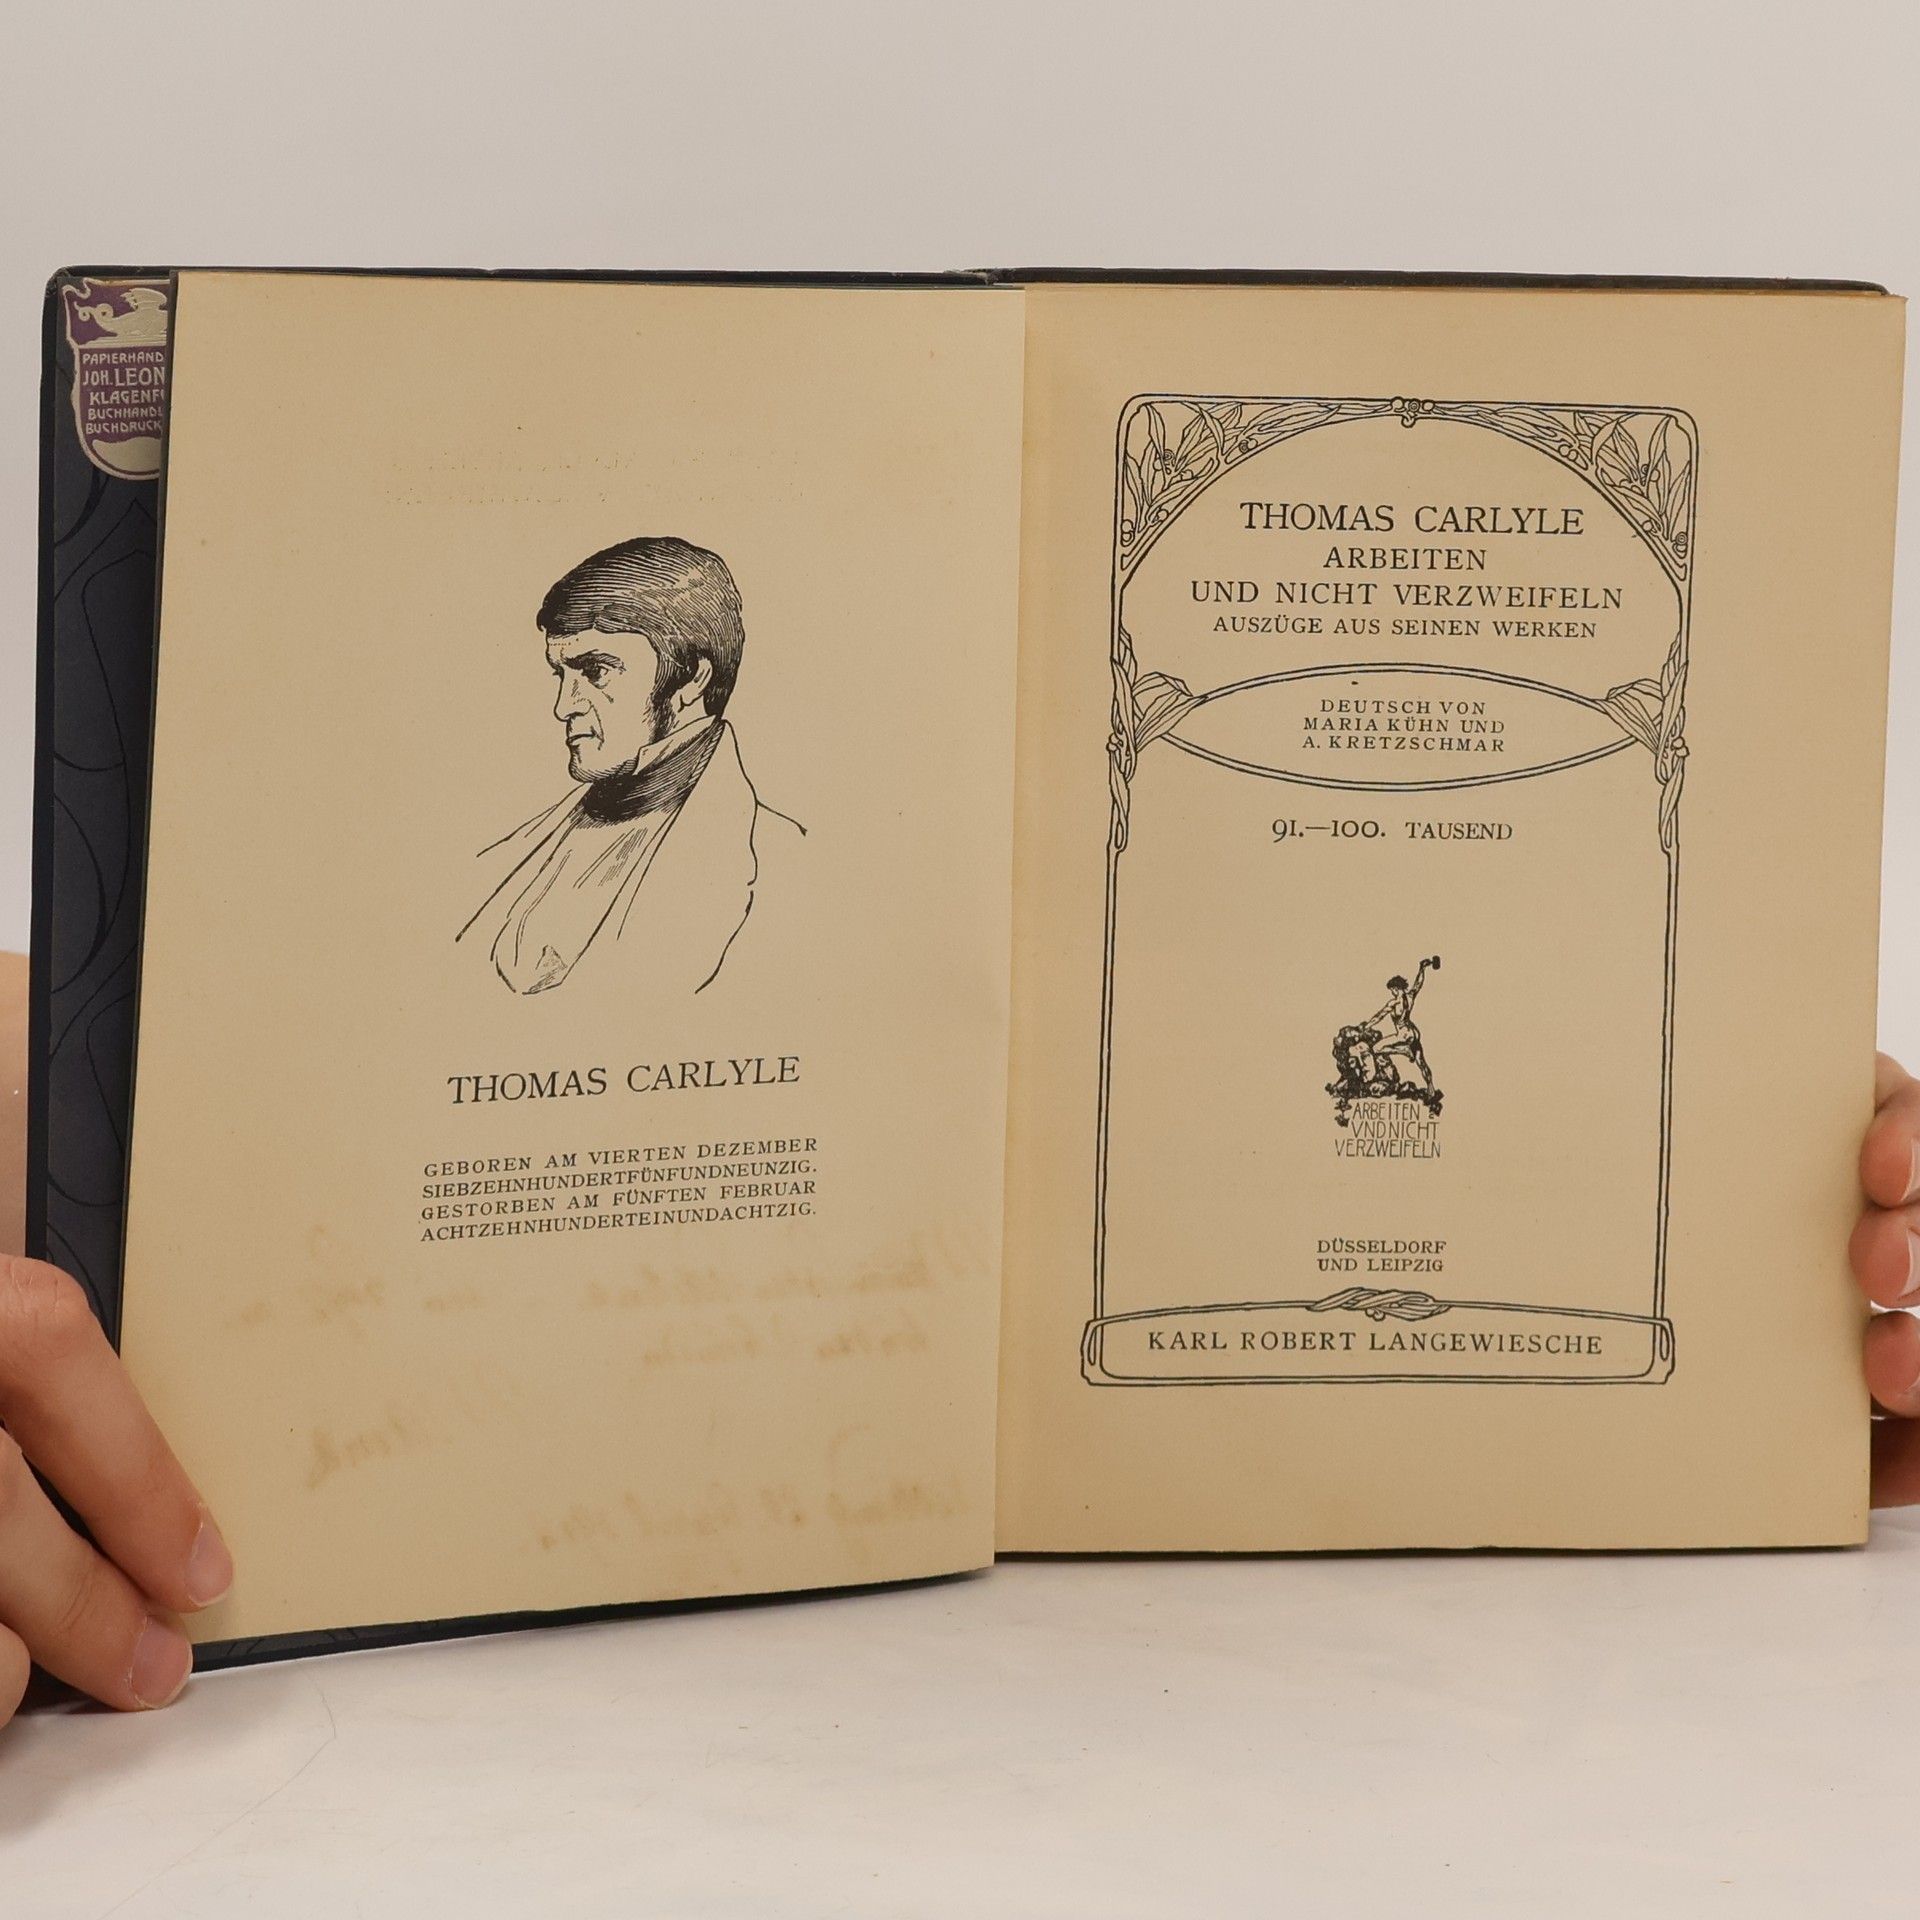 PAPIERHAND
JOH. LEON
KLAGENF
BUCHHANDL
BUCHDRUCK
THOMAS CARLYLE
GEBOREN AM VIERTEN DEZEMBER
SIEBZEHNHUNDERTFÜNFUNDNEUNZIG.
GESTORBEN AM FÜNFTEN FEBRUAR
ACHTZEHNHUNDERTEINUNDACHTZIG.
THOMAS CARLYLE
ARBEITEN
UND NICHT VERZWEIFELN
AUSZÜGE AUS SEINEN WERKEN
DEUTSCH VON
MARIA KÜHN UND
A. KRETZSCHMAR
91.—100. TAUSEND
ARBEITEN
VND NICHT
VERZWEIFELN
DÜSSELDORF
UND LEIPZIG
KARL ROBERT LANGEWIESCHE